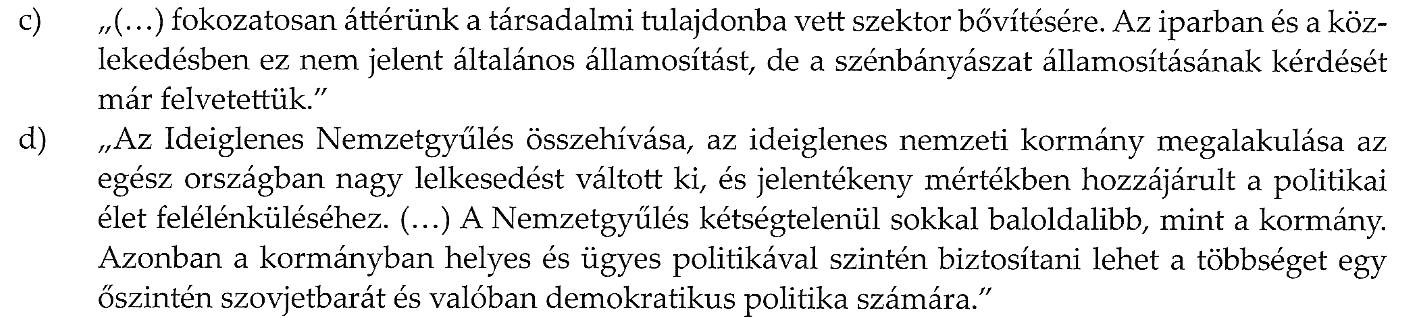 c) „(…) fokozatosan áttérünk a társadalmi tulajdonba vett szektor bővítésére. Az iparban és a köz-
lekedésben ez nem jelent általános államosítást, de a szénbányászat államosításának kérdését
már felvetettük.”
d) „Az Ideiglenes Nemzetgyűlés összehívása, az ideiglenes nemzeti kormány megalakulása az
egész országban nagy lelkesedést váltott ki, és jelentékeny mértékben hozzájárult a politikai
élet felélénküléséhez. (…) A Nemzetgyűlés kétségtelenül sokkal baloldalibb, mint a kormány.
Azonban a kormányban helyes és ügyes politikával szintén biztosítani lehet a többséget egy
őszintén szovjetbarát és valóban demokratikus politika számára.”